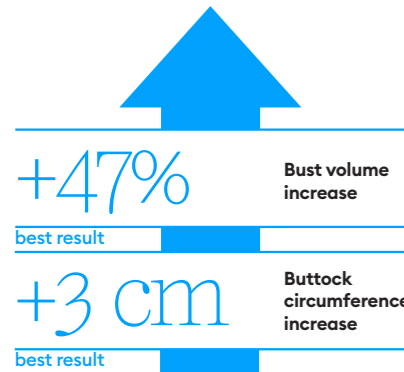 +47%
Bust volume
increase
best result
+3 cm
Buttock
circumference
increase
best result